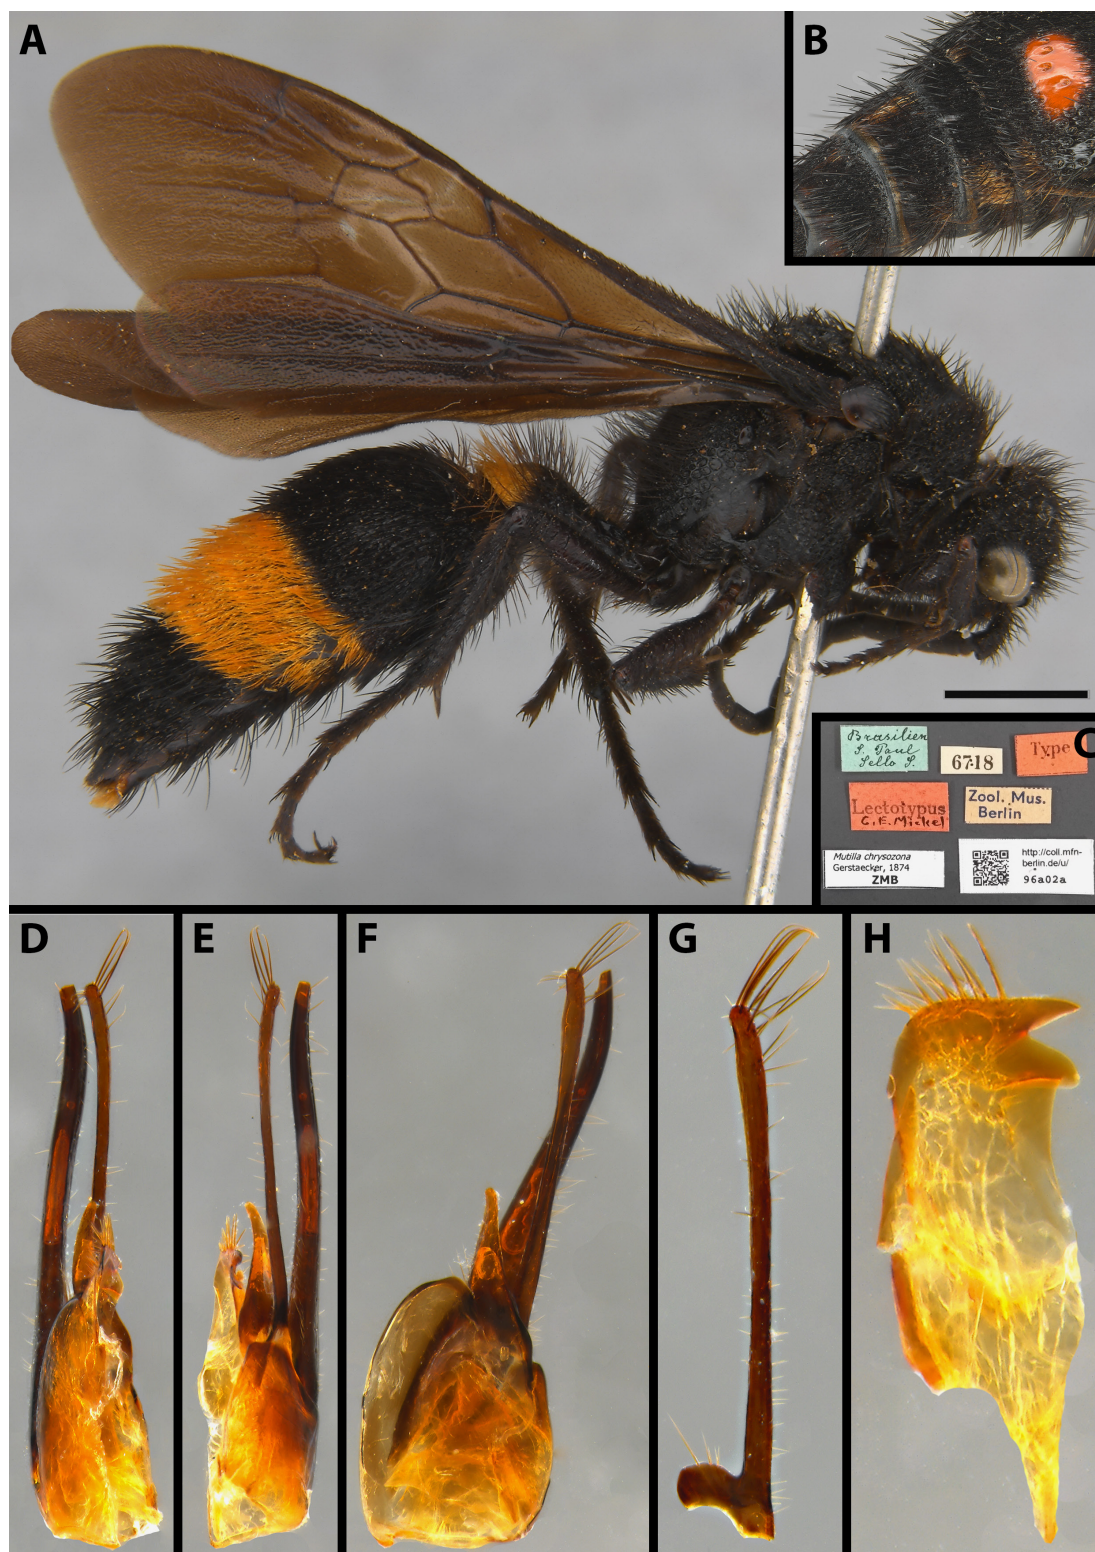 A
B
C
Brasilien
S. Paul
Sello S.
6718
Type
Lectotypus
C.E. Mickel
Zool. Mus.
Berlin
Mutilla chrysozona
Gerstaecker, 1874
ZMB
http://coll.mfn-
berlin.de/u/
96a02a
D
E
F
G
H